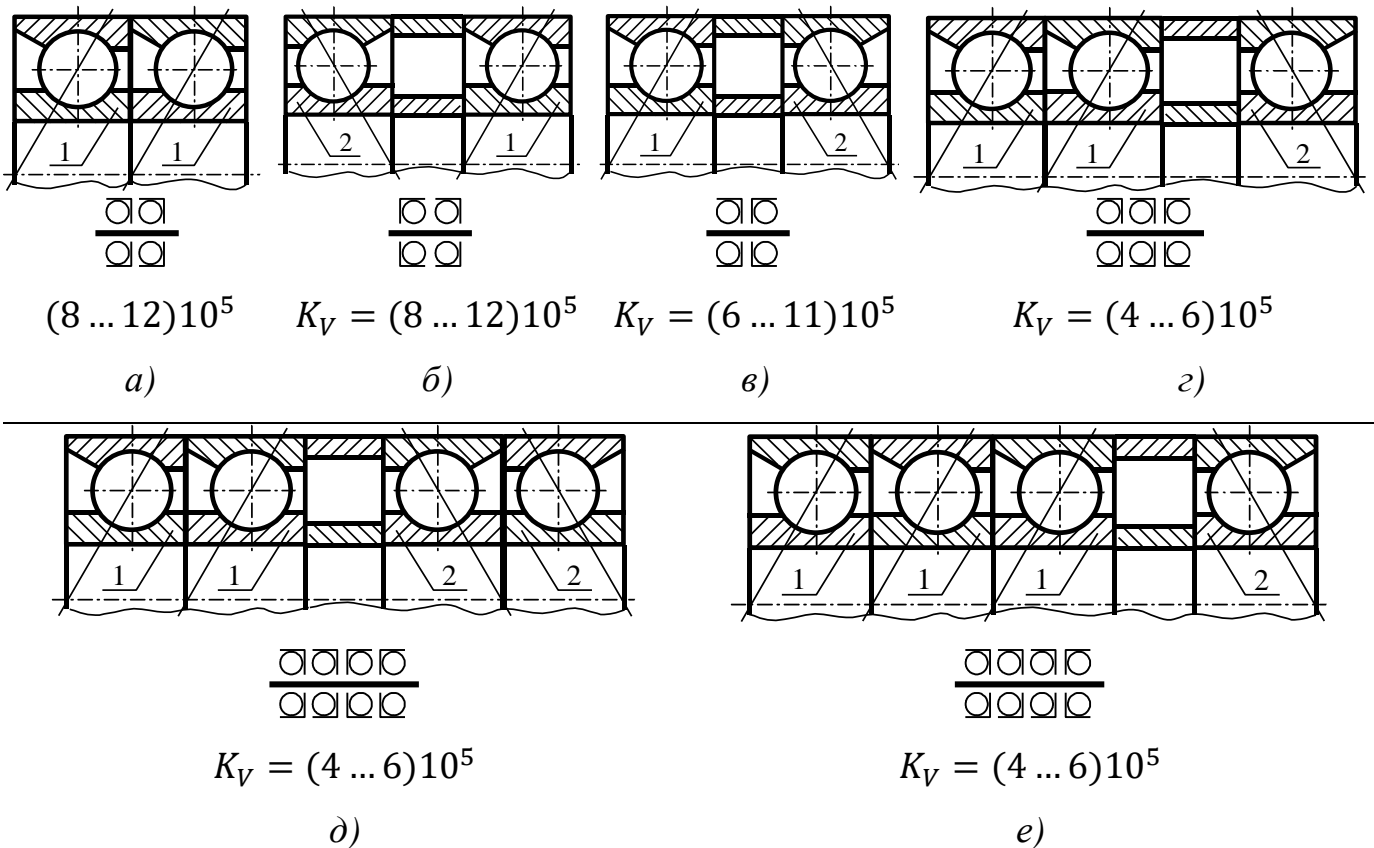 1 1 2 1 1 2 1 1 2
(8 … 12)10⁵ K_V = (8 … 12)10⁵ K_V = (6 … 11)10⁵ K_V = (4 … 6)10⁵
а) б) в) г)
1 1 2 2 1 1 1 2
K_V = (4 … 6)10⁵ K_V = (4 … 6)10⁵
д) е)